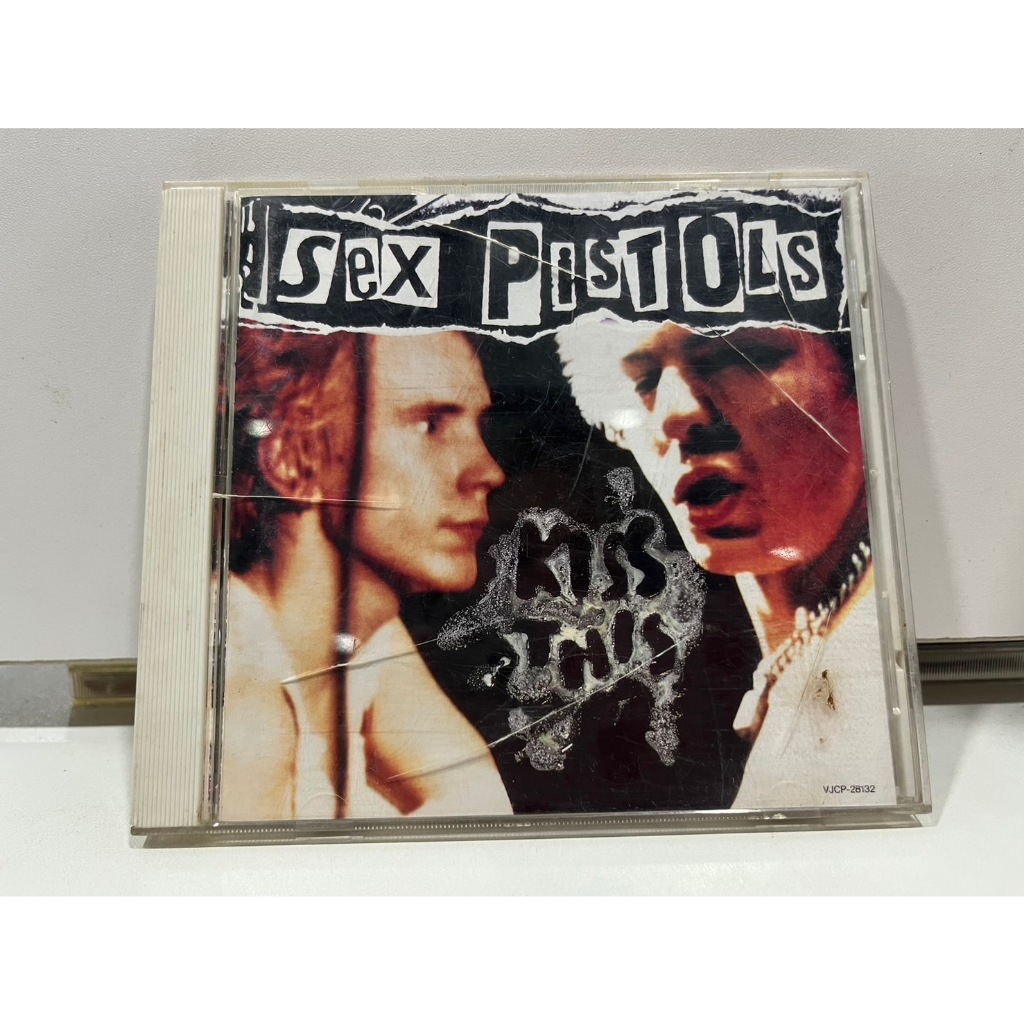 SeX PiSTOLS
KISS
THIS
VJCP-28132